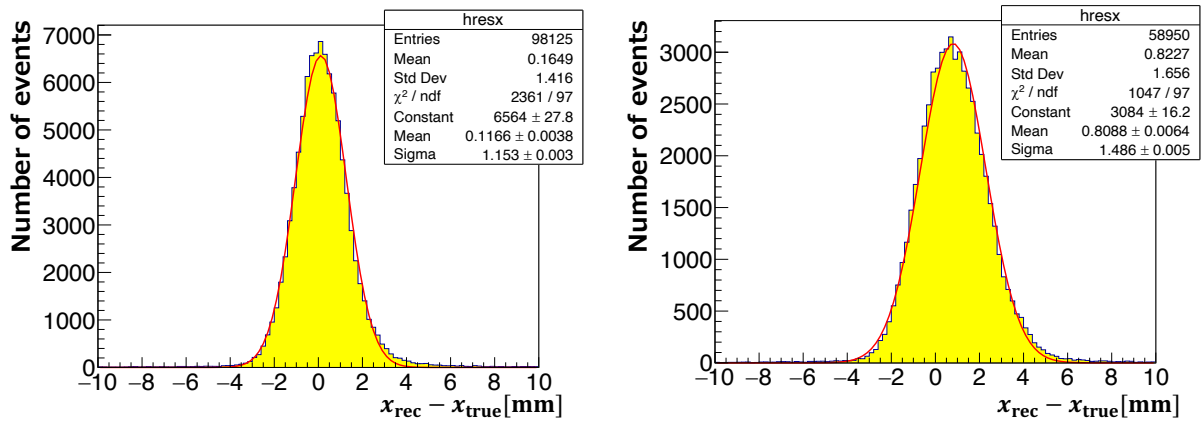 hresx
Entries 98125
Mean 0.1649
Std Dev 1.416
χ² / ndf 2361 / 97
Constant 6564 ± 27.8
Mean 0.1166 ± 0.0038
Sigma 1.153 ± 0.003
Number of events
7000
6000
5000
4000
3000
2000
1000
0
−10 −8 −6 −4 −2 0 2 4 6 8 10
x_rec − x_true[mm]
hresx
Entries 58950
Mean 0.8227
Std Dev 1.656
χ² / ndf 1047 / 97
Constant 3084 ± 16.2
Mean 0.8088 ± 0.0064
Sigma 1.486 ± 0.005
Number of events
3000
2500
2000
1500
1000
500
0
−10 −8 −6 −4 −2 0 2 4 6 8 10
x_rec − x_true[mm]